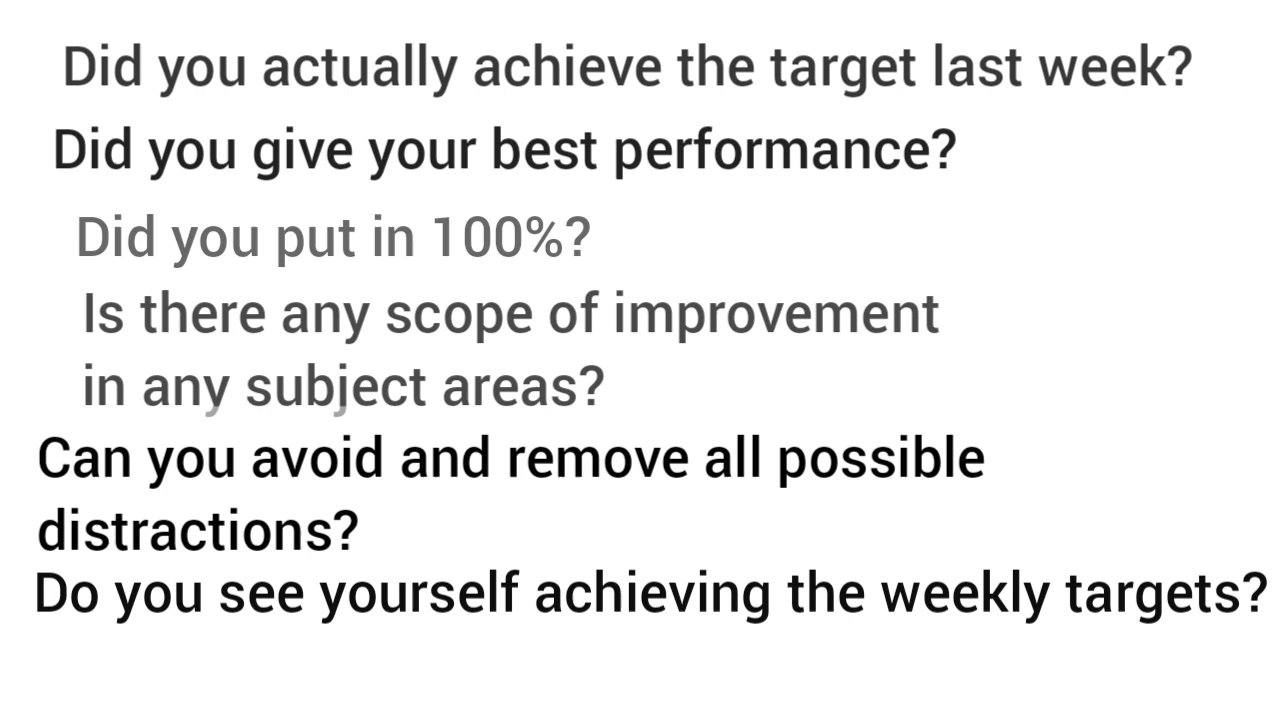 Did you actually achieve the target last week?
Did you give your best performance?
Did you put in 100%?
Is there any scope of improvement
in any subject areas?
Can you avoid and remove all possible
distractions?
Do you see yourself achieving the weekly targets?